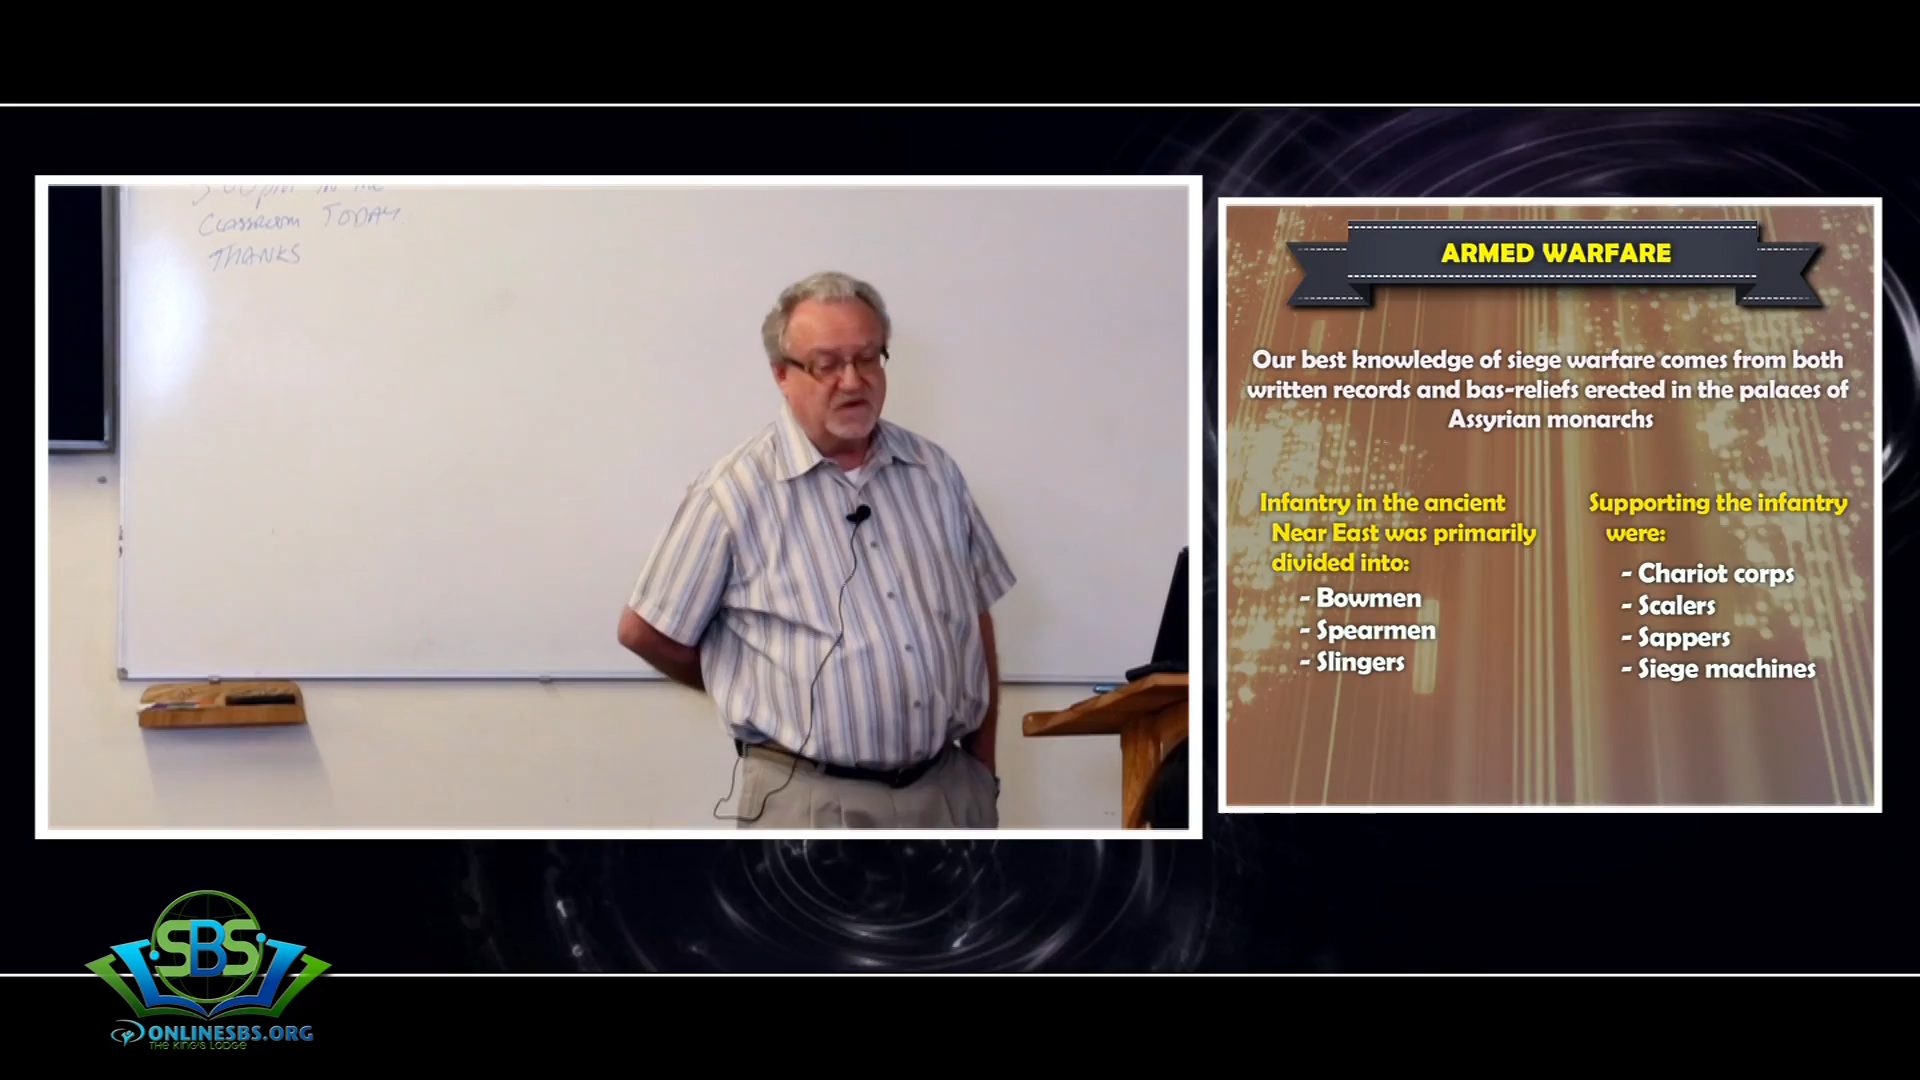 CLASSROOM TODAY.
THANKS
ARMED WARFARE
Our best knowledge of siege warfare comes from both
written records and bas-reliefs erected in the palaces of
Assyrian monarchs
Infantry in the ancient
Near East was primarily
divided into:
- Bowmen
- Spearmen
- Slingers
Supporting the infantry
were:
- Chariot corps
- Scalers
- Sappers
- Siege machines
SBS
ONLINESBS.ORG
THE KING'S LODGE